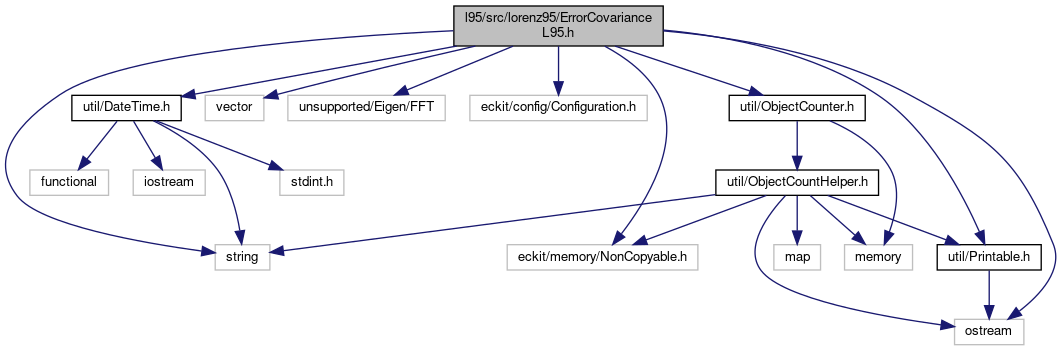 l95/src/lorenz95/ErrorCovariance
L95.h
util/DateTime.h
vector
unsupported/Eigen/FFT
eckit/config/Configuration.h
util/ObjectCounter.h
functional
iostream
stdint.h
util/ObjectCountHelper.h
string
eckit/memory/NonCopyable.h
map
memory
util/Printable.h
ostream